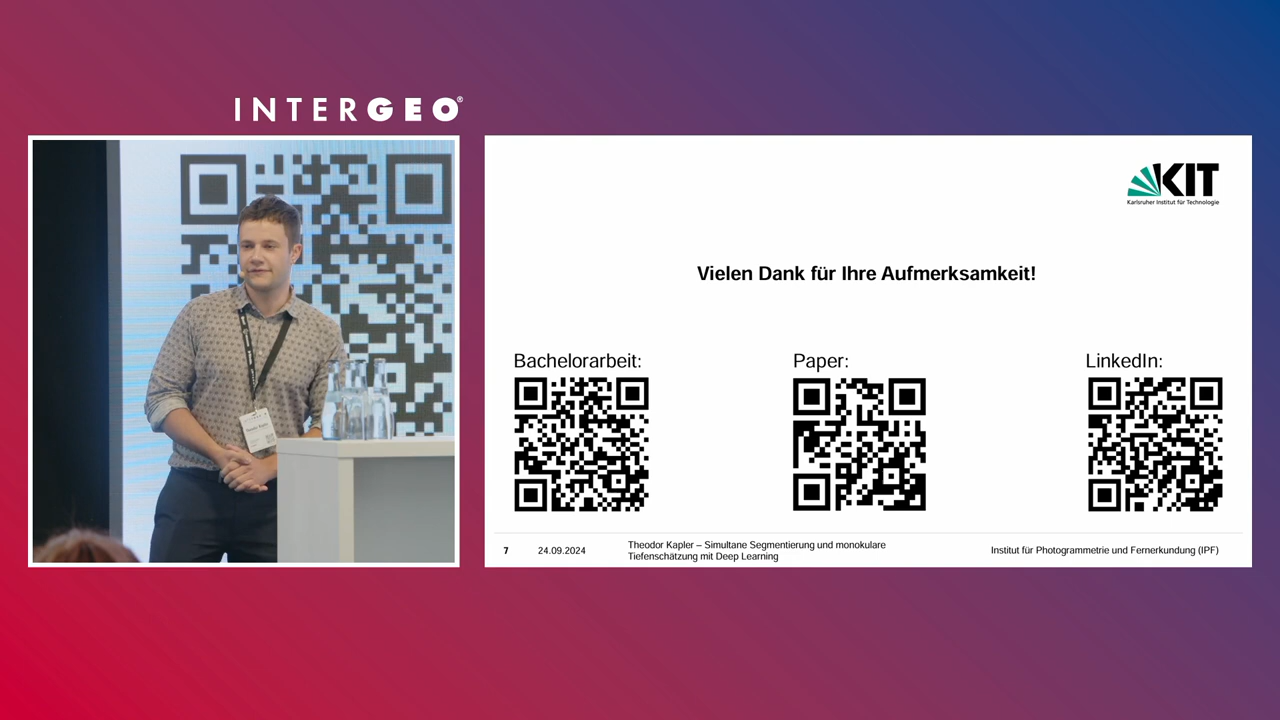 INTERGEO®
KIT
Karlsruher Institut für Technologie
Vielen Dank für Ihre Aufmerksamkeit!
Bachelorarbeit:
Paper:
LinkedIn:
7
24.09.2024
Theodor Kapler – Simultane Segmentierung und monokulare
Tiefenschätzung mit Deep Learning
Institut für Photogrammetrie und Fernerkundung (IPF)